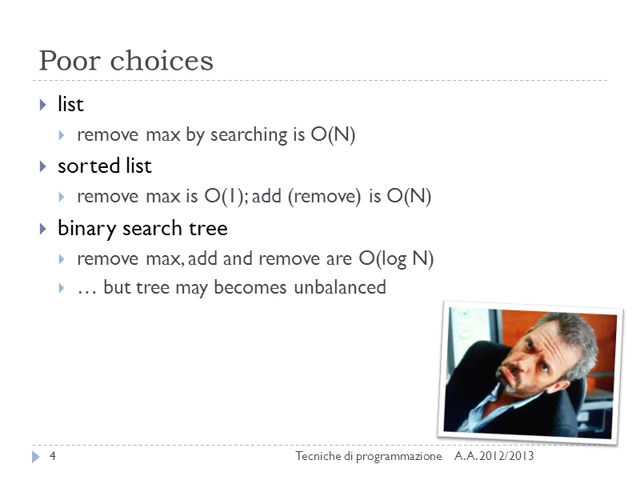 Poor choices
list
remove max by searching is O(N)
sorted list
remove max is O(1); add (remove) is O(N)
binary search tree
remove max, add and remove are O(log N)
… but tree may becomes unbalanced
4 Tecniche di programmazione A.A. 2012/2013